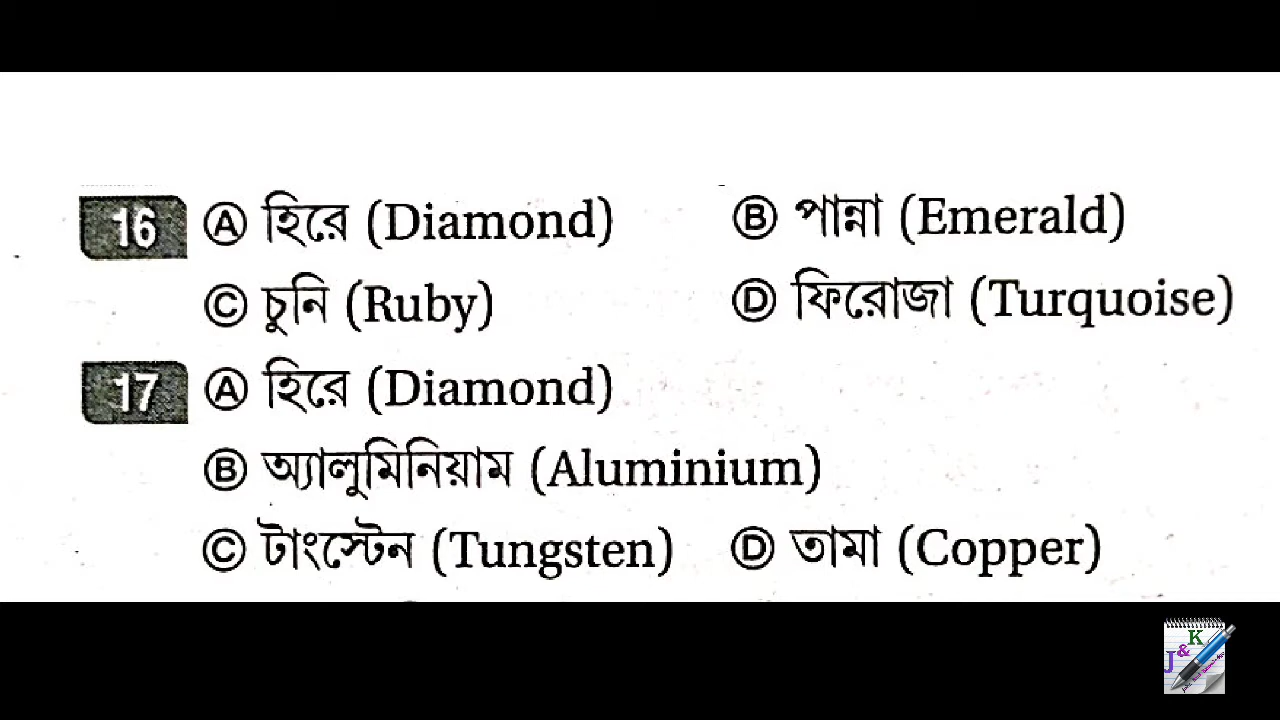 16 Ⓐ হিরে (Diamond) Ⓑ পান্না (Emerald)
Ⓒ চুনি (Ruby) Ⓓ ফিরোজা (Turquoise)
17 Ⓐ হিরে (Diamond)
Ⓑ অ্যালুমিনিয়াম (Aluminium)
Ⓒ টাংস্টেন (Tungsten) Ⓓ তামা (Copper)
J & K